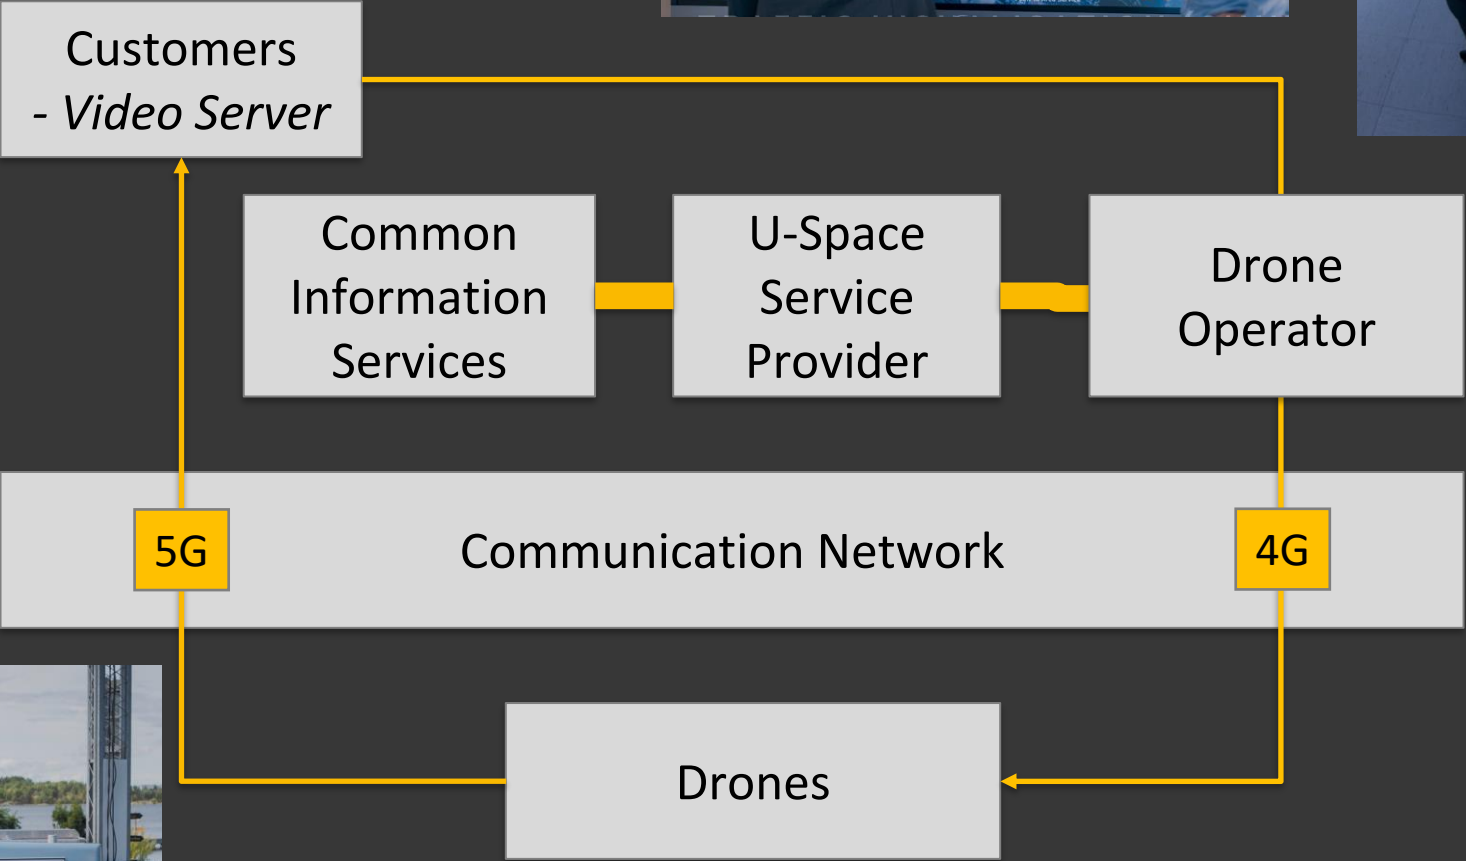 Customers
- Video Server
Common
Information
Services
U-Space
Service
Provider
Drone
Operator
5G
Communication Network
4G
Drones